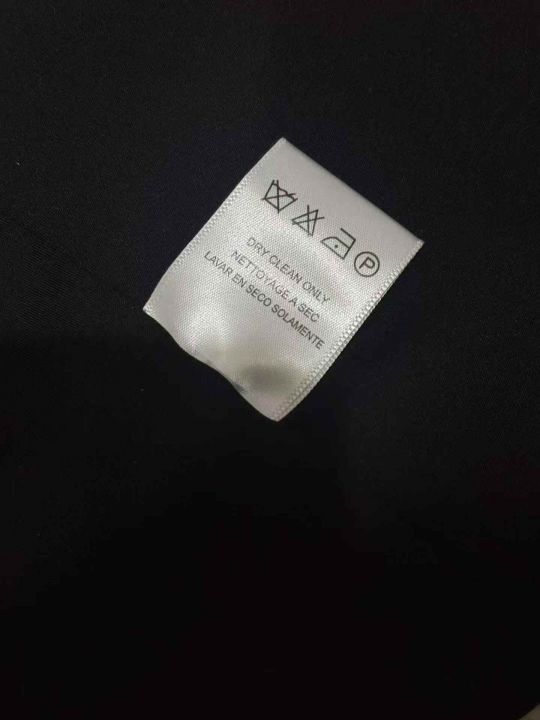 P
DRY CLEAN ONLY
NETTOYAGE A SEC
LAVAR EN SECO SOLAMENTE